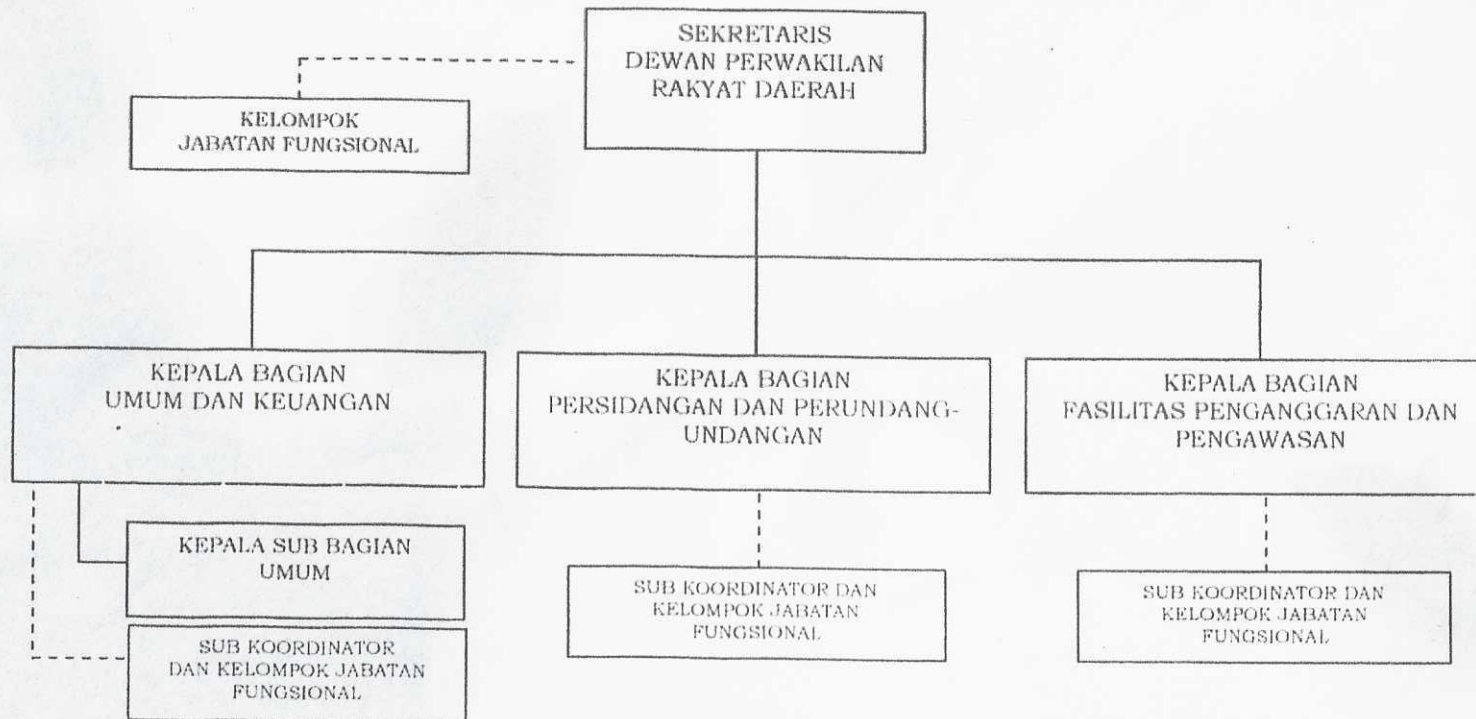 SEKRETARIS
DEWAN PERWAKILAN
RAKYAT DAERAH
KELOMPOK
JABATAN FUNGSIONAL
KEPALA BAGIAN
UMUM DAN KEUANGAN
KEPALA BAGIAN
PERSIDANGAN DAN PERUNDANG-
UNDANGAN
KEPALA BAGIAN
FASILITAS PENGANGGARAN DAN
PENGAWASAN
KEPALA SUB BAGIAN
UMUM
SUB KOORDINATOR
DAN KELOMPOK JABATAN
FUNGSIONAL
SUB KOORDINATOR DAN
KELOMPOK JABATAN
FUNGSIONAL
SUB KOORDINATOR DAN
KELOMPOK JABATAN
FUNGSIONAL